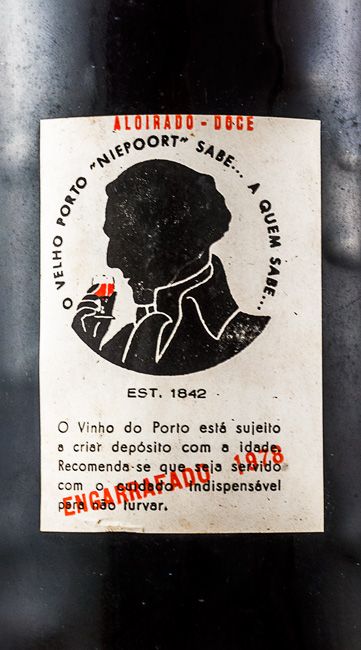 ALOIRADO - DOCE
O VELHO PORTO "NIEPOORT" SABE... A QUEM SABE...
EST. 1842
O Vinho do Porto está sujeito
a criar depósito com a idade.
Recomenda-se que seja servido
com o cuidado indispensável
para não turvar.
ENGARRAFADO 1978